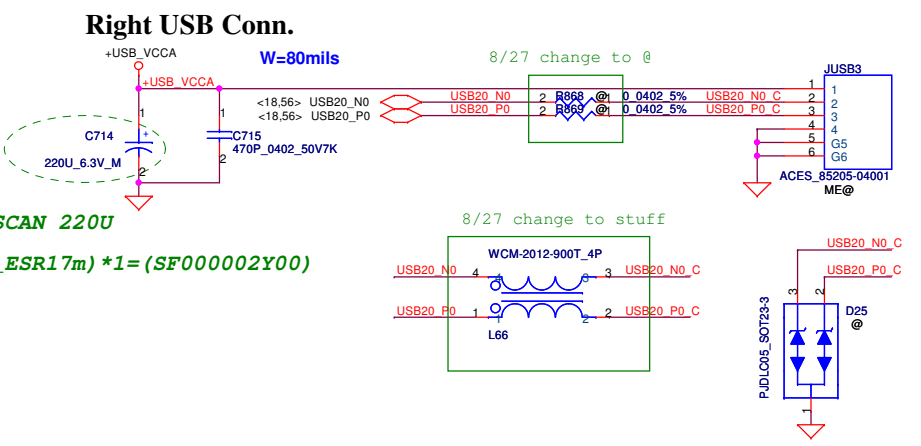 Right USB Conn.
+USB_VCCA
W=80mils
8/27 change to @
JUSB3
+USB_VCCA
<18,56> USB20_N0
USB20_N0
2 R868 @ 1 0_0402_5%
USB20_N0_C
<18,56> USB20_P0
USB20_P0
2 R869 @ 1 0_0402_5%
USB20_P0_C
1 1
2 2
3 3
4 4
5 G5
6 G6
ACES_85205-04001
ME@
1
C714
+
220U_6.3V_M
2
1
C715
470P_0402_50V7K
2
SCAN 220U
_ESR17m)*1=(SF000002Y00)
8/27 change to stuff
WCM-2012-900T_4P
USB20_N0 4 4 3 3 USB20_N0_C
USB20_P0 1 1 2 2 USB20_P0_C
L66
USB20_N0_C
USB20_P0_C
3
2
D25
@
PJDLC05_SOT23-3
1